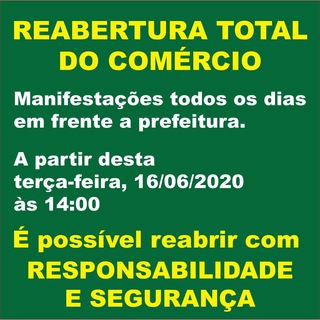 REABERTURA TOTAL
DO COMÉRCIO
Manifestações todos os dias
em frente a prefeitura.
A partir desta
terça-feira, 16/06/2020
às 14:00
É possível reabrir com
RESPONSABILIDADE
E SEGURANÇA